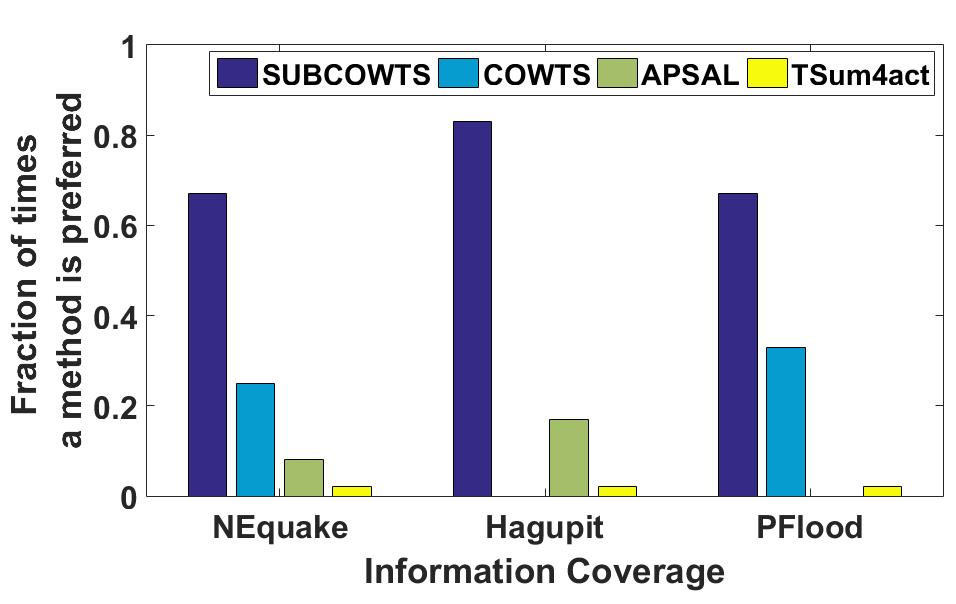 SUBCOWTS COWTS APSAL TSum4act
1
0.8
0.6
0.4
0.2
0
Fraction of times
a method is preferred
NEquake Hagupit PFlood
Information Coverage